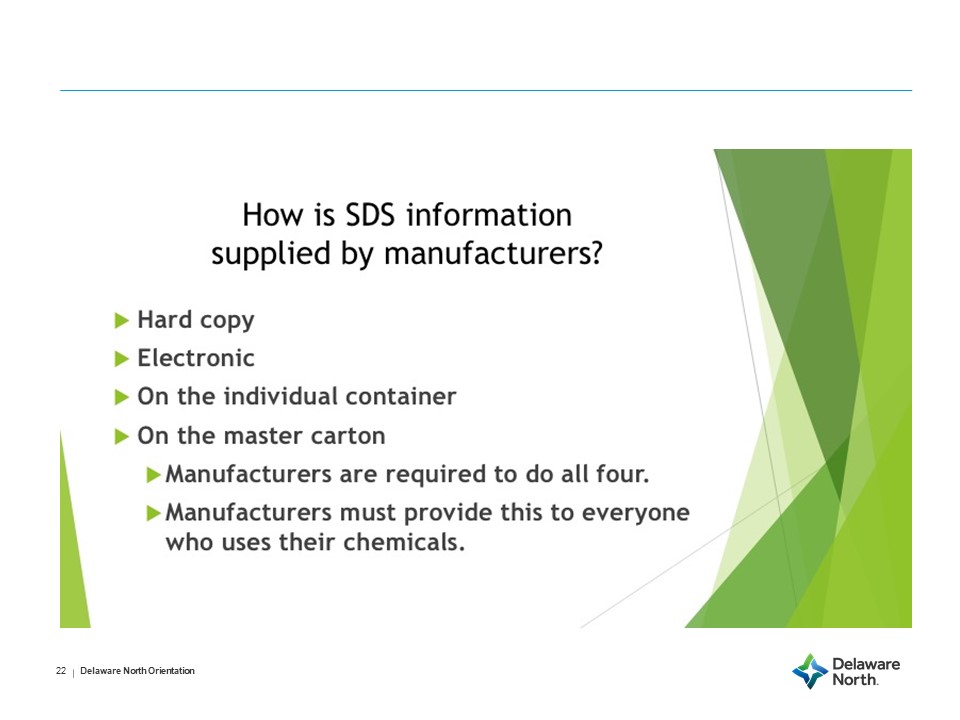 How is SDS information
supplied by manufacturers?
Hard copy
Electronic
On the individual container
On the master carton
Manufacturers are required to do all four.
Manufacturers must provide this to everyone
who uses their chemicals.
22 | Delaware North Orientation
Delaware
North.